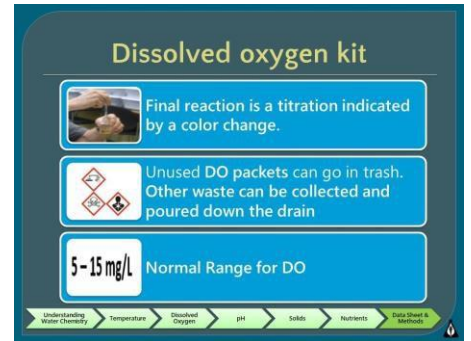 Dissolved oxygen kit
Final reaction is a titration indicated
by a color change.
Unused DO packets can go in trash.
Other waste can be collected and
poured down the drain
5 – 15 mg/L
Normal Range for DO
Understanding
Water Chemistry
Temperature
Dissolved
Oxygen
pH
Solids
Nutrients
Data Sheet &
Methods